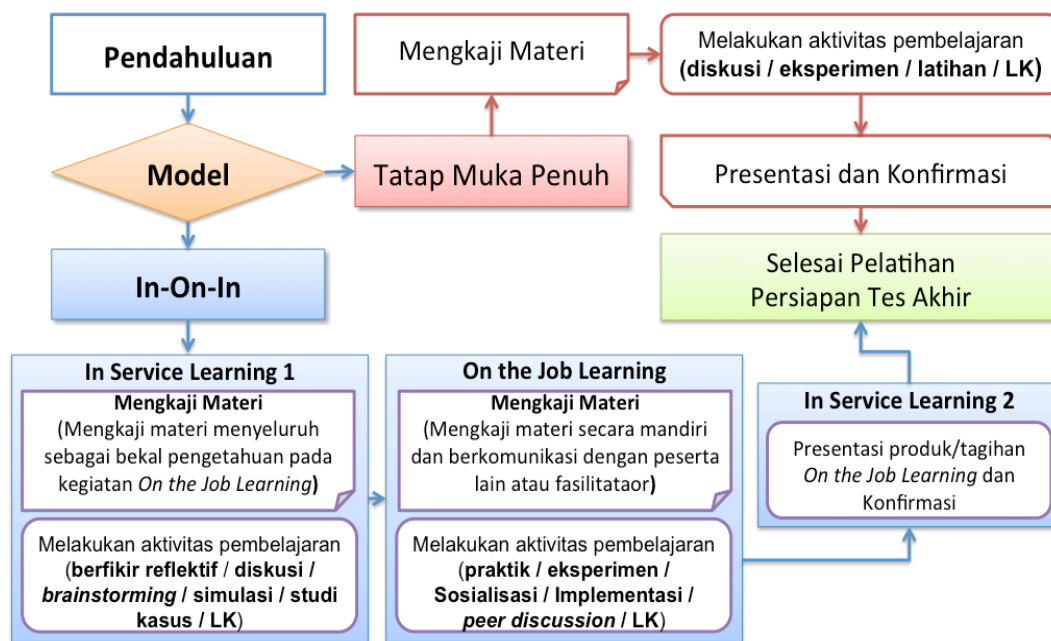 Pendahuluan
Model
Tatap Muka Penuh
Mengkaji Materi
Melakukan aktivitas pembelajaran
(diskusi / eksperimen / latihan / LK)
Presentasi dan Konfirmasi
Selesai Pelatihan
Persiapan Tes Akhir
In-On-In
In Service Learning 1
Mengkaji Materi
(Mengkaji materi menyeluruh
sebagai bekal pengetahuan pada
kegiatan On the Job Learning)
Melakukan aktivitas pembelajaran
(berfikir reflektif / diskusi /
brainstorming / simulasi / studi
kasus / LK)
On the Job Learning
Mengkaji Materi
(Mengkaji materi secara mandiri
dan berkomunikasi dengan peserta
lain atau fasilitataor)
Melakukan aktivitas pembelajaran
(praktik / eksperimen /
Sosialisasi / Implementasi /
peer discussion / LK)
In Service Learning 2
Presentasi produk/tagihan
On the Job Learning dan
Konfirmasi